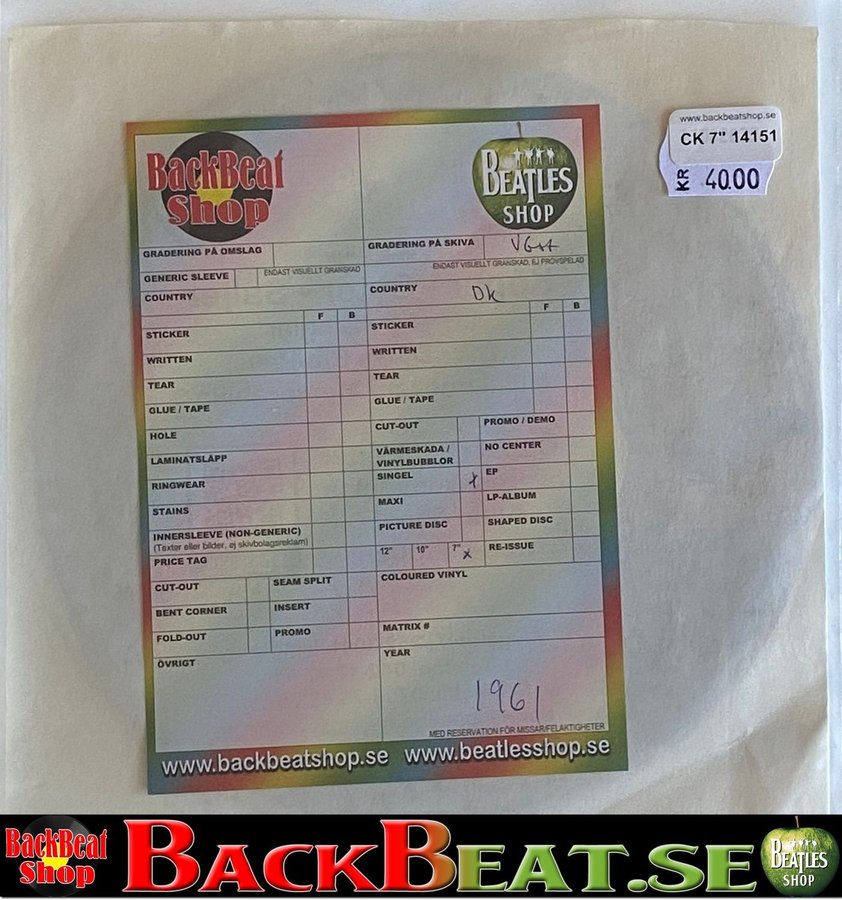 www.backbeatshop.se
CK 7" 14151
KR 40.00
BackBeat
Shop
BEATLES
SHOP
GRADERING PÅ OMSLAG
GRADERING PÅ SKIVA VG++
GENERIC SLEEVE
ENDAST VISUELLT GRANSKAD
ENDAST VISUELLT GRANSKAD, EJ PROVSPELAD
COUNTRY
F B
STICKER
WRITTEN
TEAR
GLUE / TAPE
HOLE
LAMINATSLÄPP
RINGWEAR
STAINS
INNERSLEEVE (NON-GENERIC)
(Texter eller bilder, ej skivbolagsreklam)
PRICE TAG
CUT-OUT SEAM SPLIT
BENT CORNER INSERT
FOLD-OUT PROMO
ÖVRIGT
COUNTRY DK
F B
STICKER
WRITTEN
TEAR
GLUE / TAPE
CUT-OUT PROMO / DEMO
VÄRMESKADA /
VINYLBUBBLOR NO CENTER
SINGEL x EP
MAXI LP-ALBUM
PICTURE DISC SHAPED DISC
12" 10" 7" x RE-ISSUE
COLOURED VINYL
MATRIX #
YEAR
1961
MED RESERVATION FÖR MISSAR/FELAKTIGHETER
www.backbeatshop.se www.beatlesshop.se
BackBeat
Shop
BACKBEAT.SE
BEATLES
SHOP